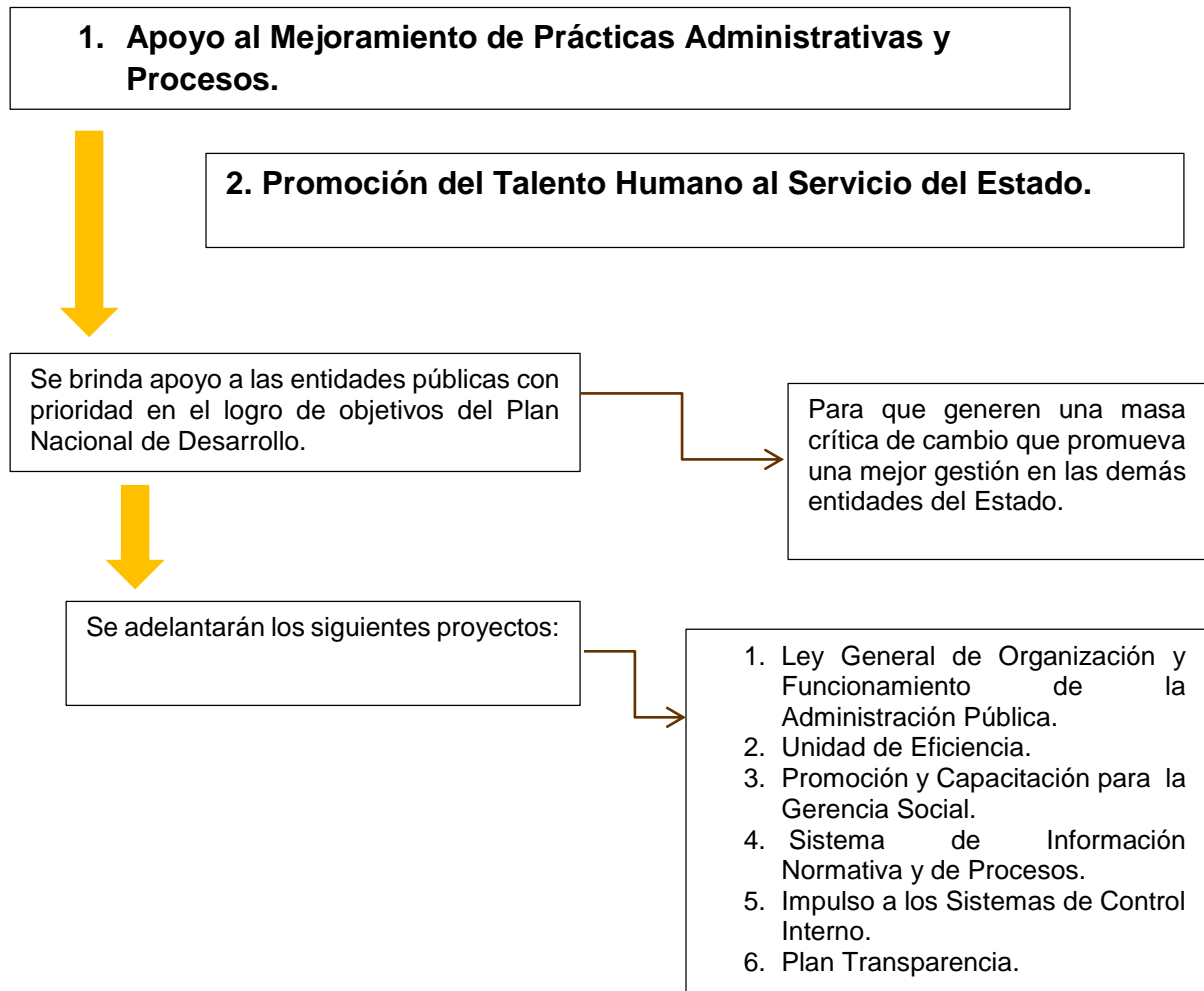 1. Apoyo al Mejoramiento de Prácticas Administrativas y
Procesos.
2. Promoción del Talento Humano al Servicio del Estado.
Se brinda apoyo a las entidades públicas con
prioridad en el logro de objetivos del Plan
Nacional de Desarrollo.
Para que generen una masa
crítica de cambio que promueva
una mejor gestión en las demás
entidades del Estado.
Se adelantarán los siguientes proyectos:
1. Ley General de Organización y
Funcionamiento de la
Administración Pública.
2. Unidad de Eficiencia.
3. Promoción y Capacitación para la
Gerencia Social.
4. Sistema de Información
Normativa y de Procesos.
5. Impulso a los Sistemas de Control
Interno.
6. Plan Transparencia.